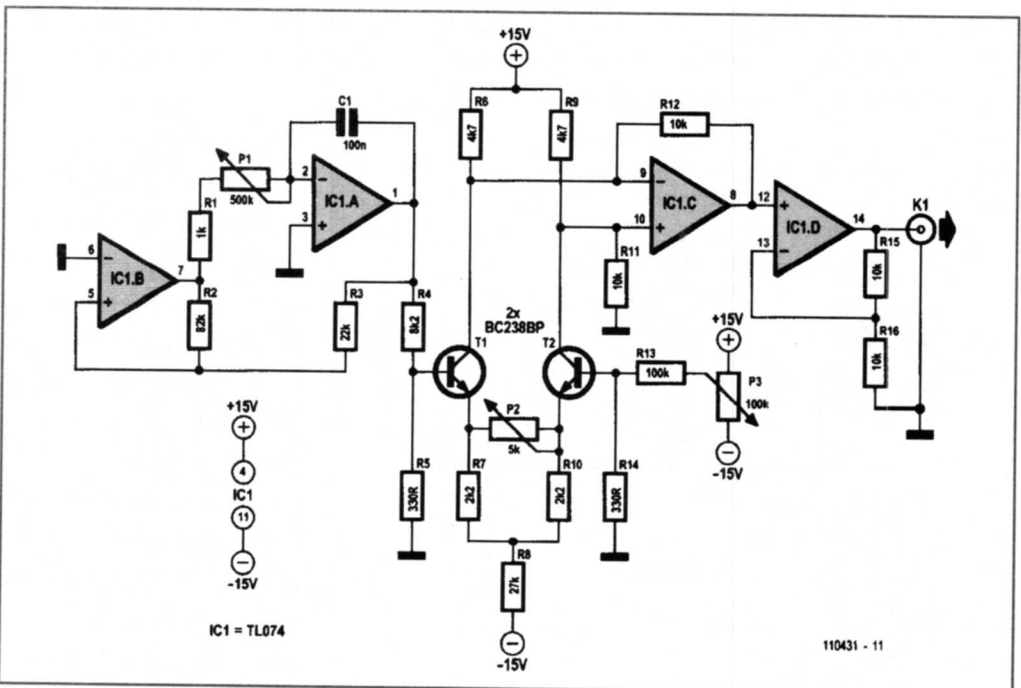 +15V
R6
4k7
R9
4k7
R12
10k
C1
100n
P1
500k
R1
1k
2
–
3
+
1
IC1.A
9
–
10
+
8
IC1.C
12
+
13
–
14
IC1.D
K1
R15
10k
R16
10k
6
–
5
+
7
IC1.B
R2
82k
R3
22k
R4
8k2
R11
10k
2x
BC238BP
T1
T2
R13
100k
+15V
P3
100k
–15V
P2
5k
R5
330R
R7
2k2
R10
2k2
R14
330R
R8
27k
–15V
+15V
4
IC1
11
–15V
IC1 = TL074
110431 - 11